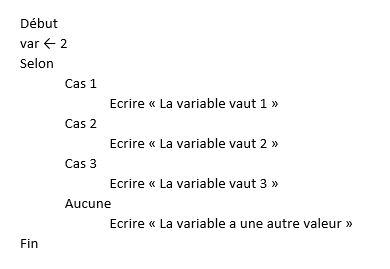 Début
var ← 2
Selon
Cas 1
Ecrire « La variable vaut 1 »
Cas 2
Ecrire « La variable vaut 2 »
Cas 3
Ecrire « La variable vaut 3 »
Aucune
Ecrire « La variable a une autre valeur »
Fin